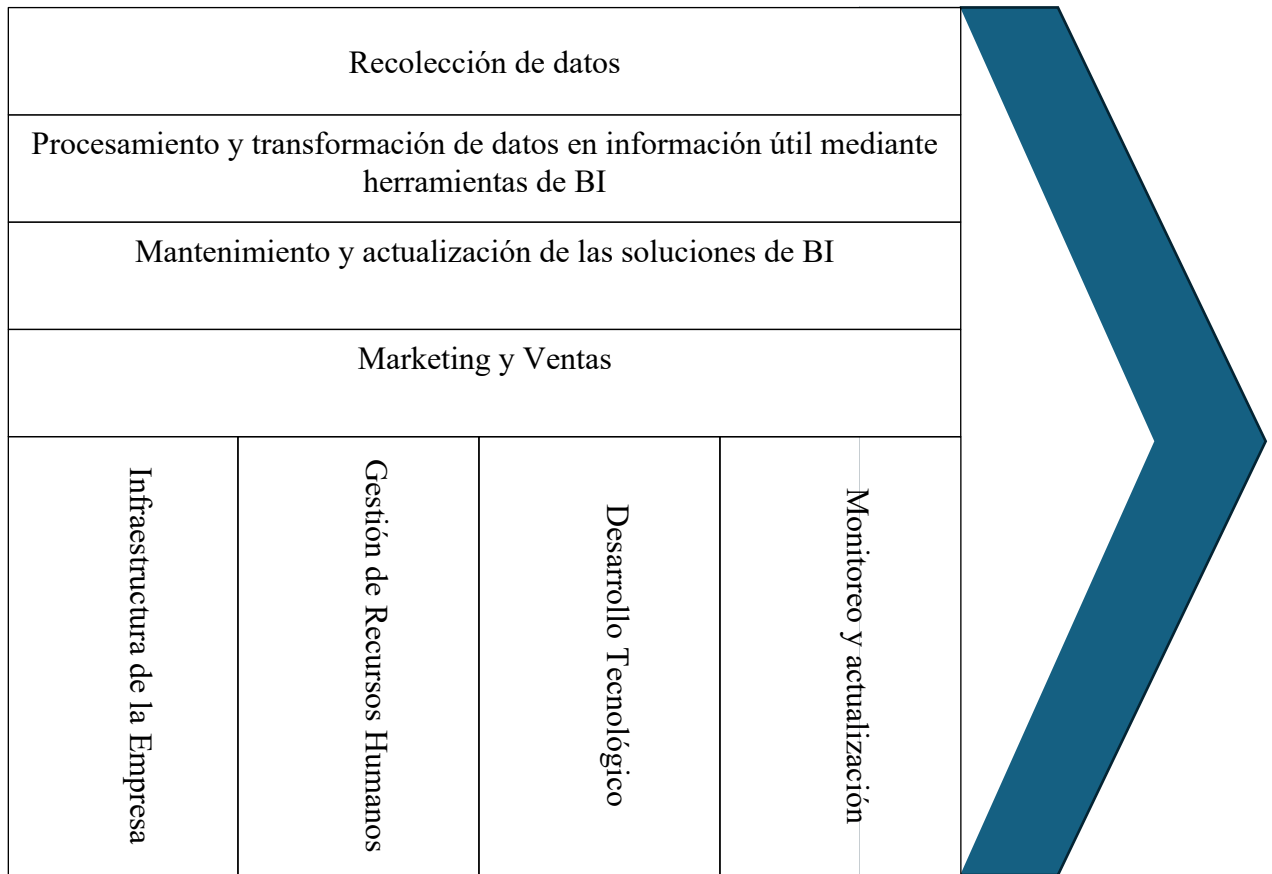 Recolección de datos
Procesamiento y transformación de datos en información útil mediante
herramientas de BI
Mantenimiento y actualización de las soluciones de BI
Marketing y Ventas
Infraestructura de la Empresa
Gestión de Recursos Humanos
Desarrollo Tecnológico
Monitoreo y actualización